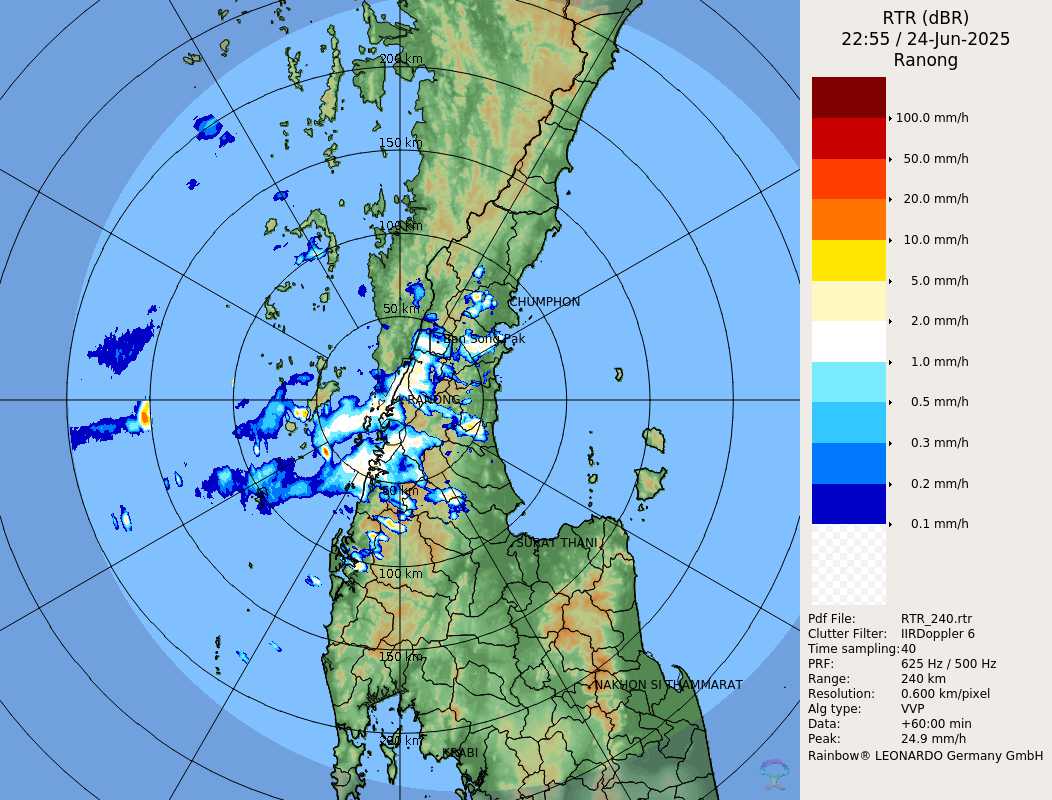 RTR (dBR)
22:55 / 24-Jun-2025
Ranong
200 km
150 km
100 km
50 km
CHUMPHON
Ban Song Pak
RANONG
50 km
SURAT THANI
100 km
150 km
NAKHON SI THAMMARAT
200 km
KRABI
100.0 mm/h
50.0 mm/h
20.0 mm/h
10.0 mm/h
5.0 mm/h
2.0 mm/h
1.0 mm/h
0.5 mm/h
0.3 mm/h
0.2 mm/h
0.1 mm/h
Pdf File: RTR_240.rtr
Clutter Filter: IIRDoppler 6
Time sampling:40
PRF: 625 Hz / 500 Hz
Range: 240 km
Resolution: 0.600 km/pixel
Alg type: VVP
Data: +60:00 min
Peak: 24.9 mm/h
Rainbow® LEONARDO Germany GmbH